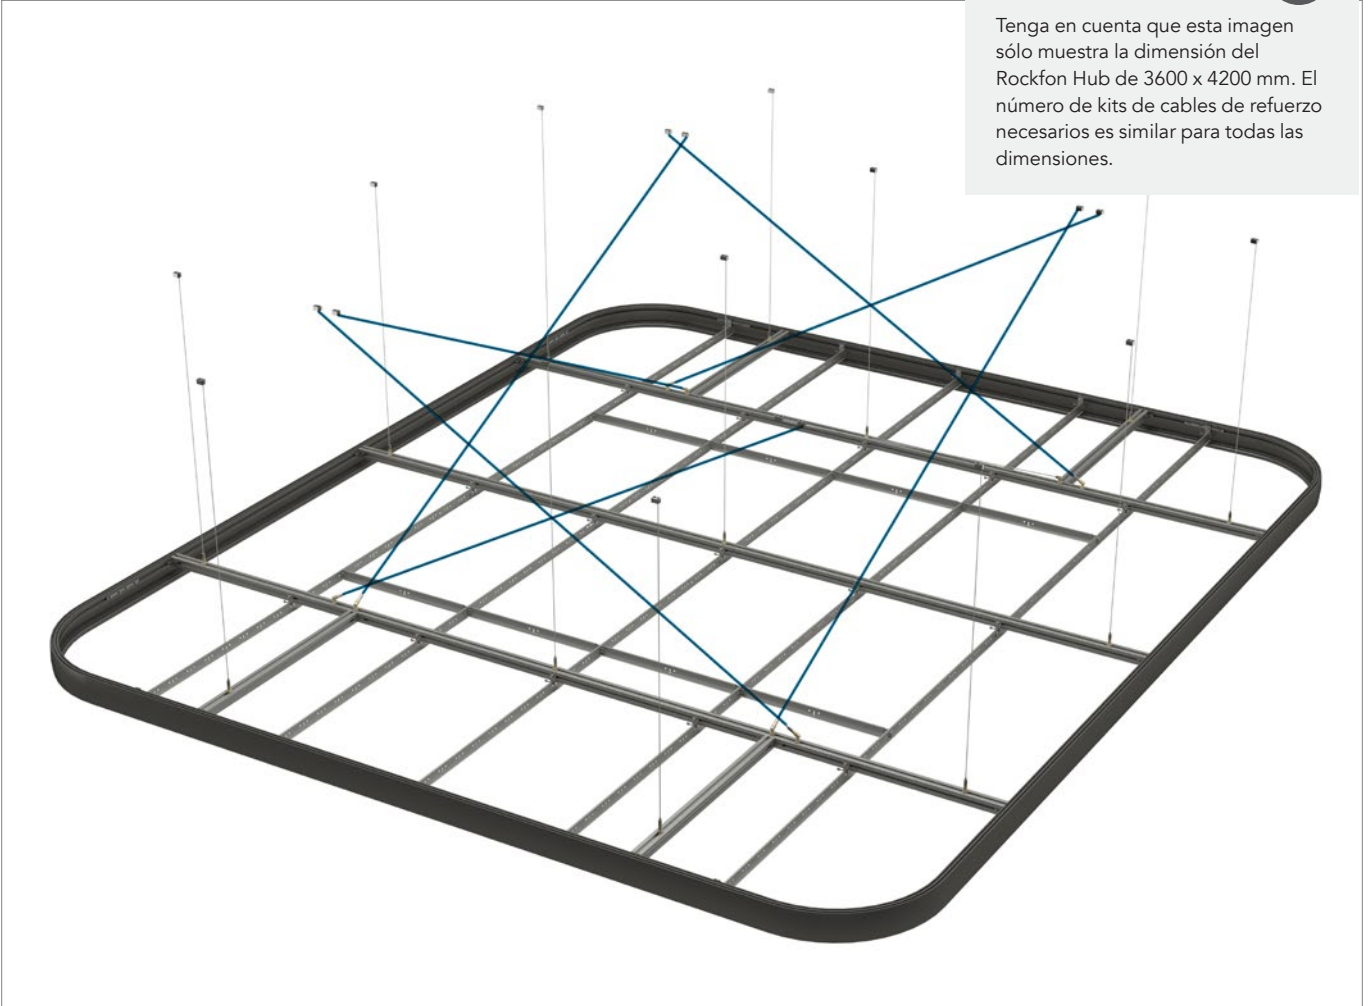 Tenga en cuenta que esta imagen
sólo muestra la dimensión del
Rockfon Hub de 3600 x 4200 mm. El
número de kits de cables de refuerzo
necesarios es similar para todas las
dimensiones.